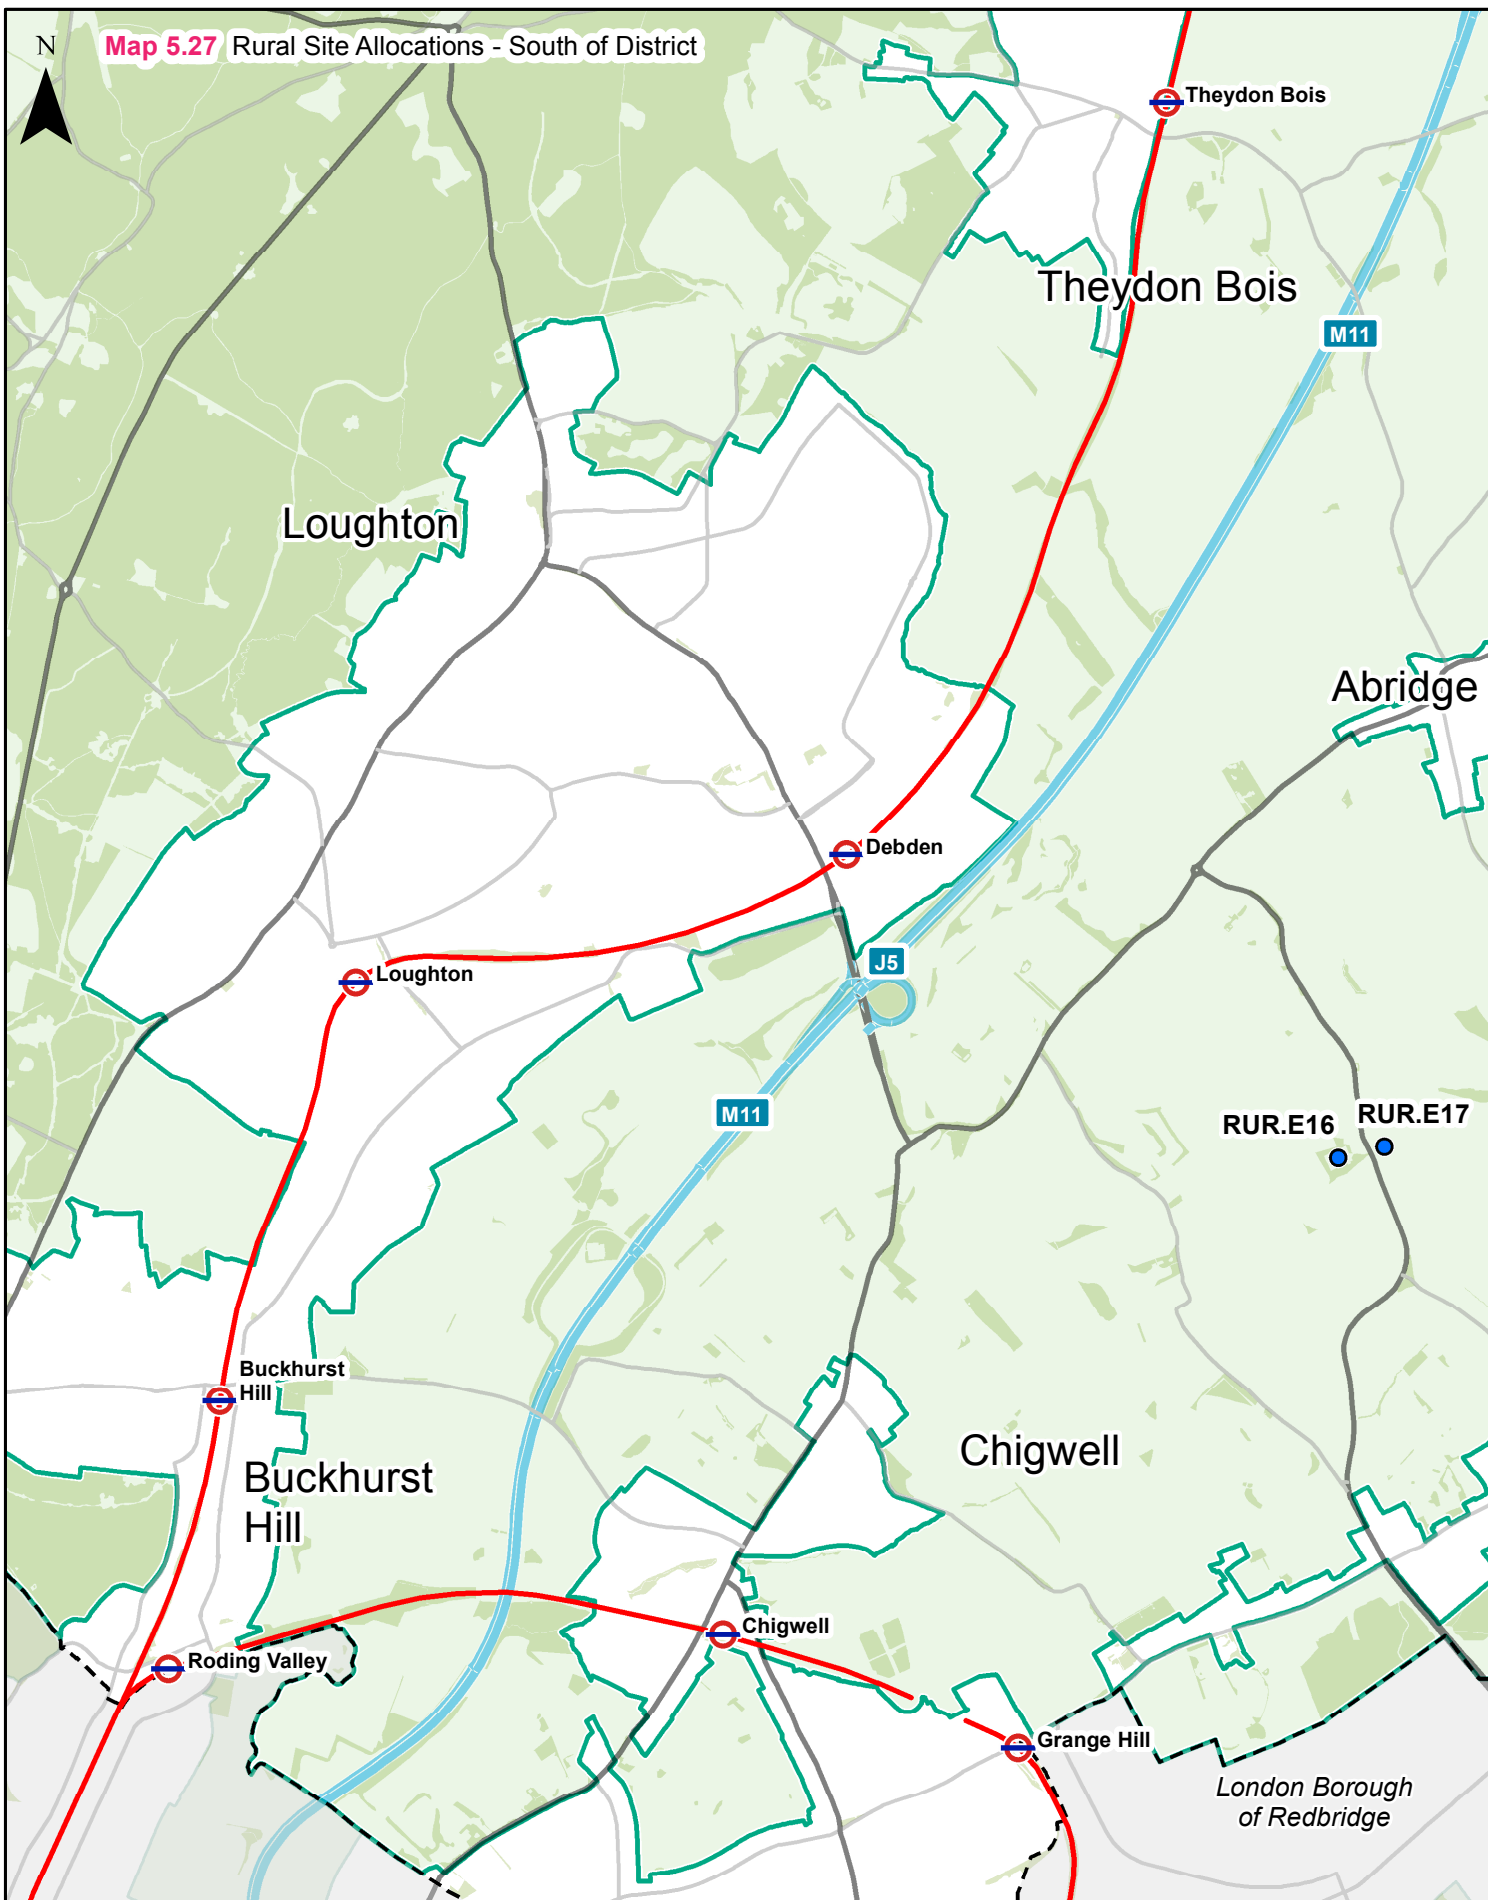 N
Map 5.27 Rural Site Allocations - South of District
Theydon Bois
Theydon Bois
M11
Loughton
Abridge
Debden
J5
Loughton
M11
RUR.E16
RUR.E17
Buckhurst
Hill
Chigwell
Buckhurst
Hill
Chigwell
Roding Valley
Grange Hill
London Borough
of Redbridge